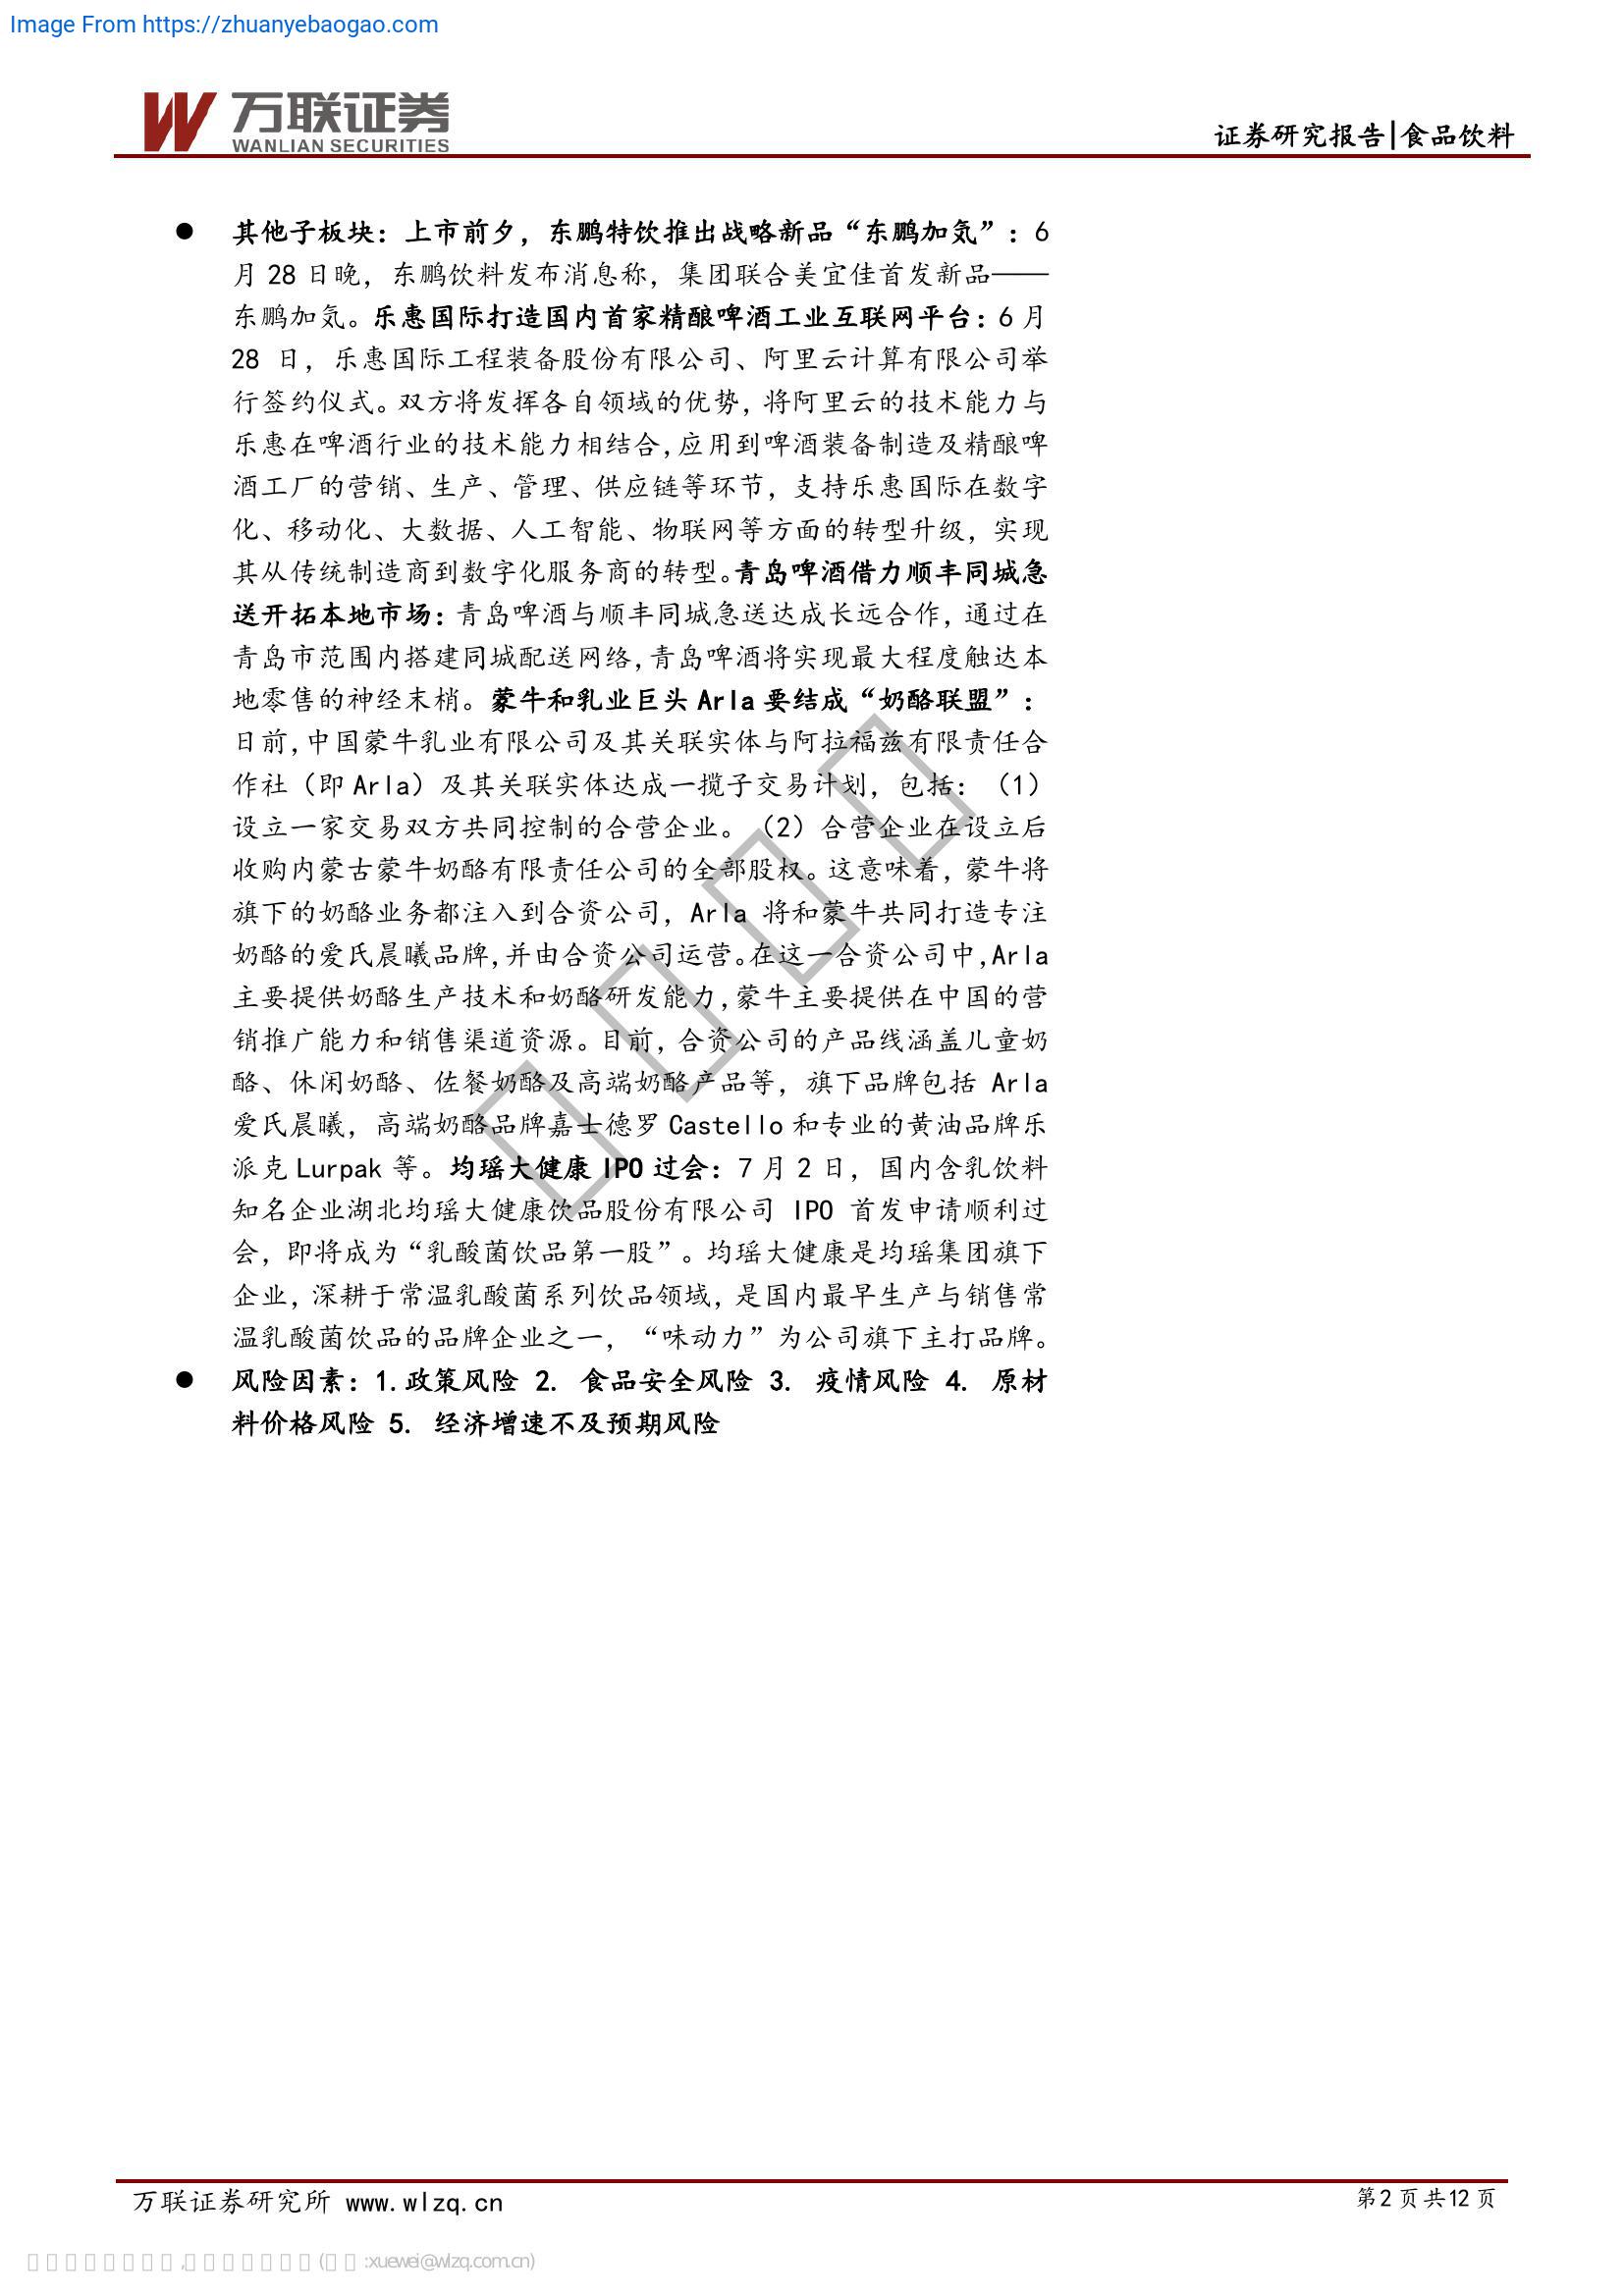 Image From https://zhuanyebaogao.com
万联证券
WANLIAN SECURITIES
证券研究报告|食品饮料
● 其他子板块：上市前夕，东鹏特饮推出战略新品“东鹏加気”：6
月 28 日晚，东鹏饮料发布消息称，集团联合美宜佳首发新品——
东鹏加気。乐惠国际打造国内首家精酿啤酒工业互联网平台：6 月
28 日，乐惠国际工程装备股份有限公司、阿里云计算有限公司举
行签约仪式。双方将发挥各自领域的优势，将阿里云的技术能力与
乐惠在啤酒行业的技术能力相结合，应用到啤酒装备制造及精酿啤
酒工厂的营销、生产、管理、供应链等环节，支持乐惠国际在数字
化、移动化、大数据、人工智能、物联网等方面的转型升级，实现
其从传统制造商到数字化服务商的转型。青岛啤酒借力顺丰同城急
送开拓本地市场：青岛啤酒与顺丰同城急送达成长远合作，通过在
青岛市范围内搭建同城配送网络，青岛啤酒将实现最大程度触达本
地零售的神经末梢。蒙牛和乳业巨头 Arla 要结成“奶酪联盟”：
日前，中国蒙牛乳业有限公司及其关联实体与阿拉福兹有限责任合
作社（即 Arla）及其关联实体达成一揽子交易计划，包括：（1）
设立一家交易双方共同控制的合营企业。（2）合营企业在设立后
收购内蒙古蒙牛奶酪有限责任公司的全部股权。这意味着，蒙牛将
旗下的奶酪业务都注入到合资公司，Arla 将和蒙牛共同打造专注
奶酪的爱氏晨曦品牌，并由合资公司运营。在这一合资公司中，Arla
主要提供奶酪生产技术和奶酪研发能力，蒙牛主要提供在中国的营
销推广能力和销售渠道资源。目前，合资公司的产品线涵盖儿童奶
酪、休闲奶酪、佐餐奶酪及高端奶酪产品等，旗下品牌包括 Arla
爱氏晨曦，高端奶酪品牌嘉士德罗 Castello 和专业的黄油品牌乐
派克 Lurpak 等。均瑶大健康 IPO 过会：7 月 2 日，国内含乳饮料
知名企业湖北均瑶大健康饮品股份有限公司 IPO 首发申请顺利过
会，即将成为“乳酸菌饮品第一股”。均瑶大健康是均瑶集团旗下
企业，深耕于常温乳酸菌系列饮品领域，是国内最早生产与销售常
温乳酸菌饮品的品牌企业之一，“味动力”为公司旗下主打品牌。
● 风险因素：1.政策风险 2. 食品安全风险 3. 疫情风险 4. 原材
料价格风险 5. 经济增速不及预期风险
万联证券研究所 www.wlzq.cn
第 2 页 共 12 页
:xuewei@wlzq.com.cn)